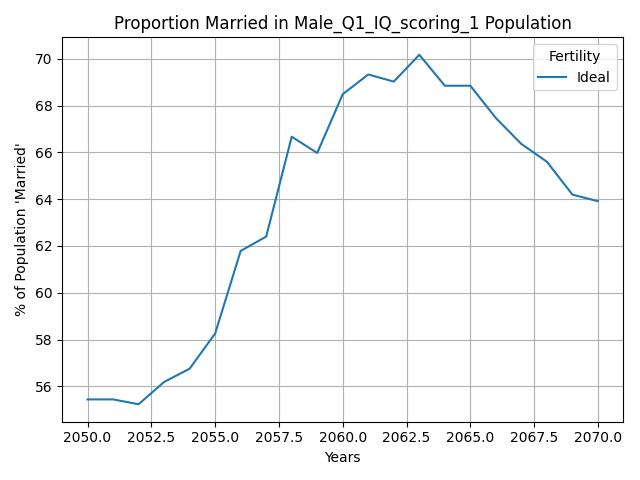 Proportion Married in Male_Q1_IQ_scoring_1 Population
Fertility
Ideal
% of Population 'Married'
70
68
66
64
62
60
58
56
2050.0 2052.5 2055.0 2057.5 2060.0 2062.5 2065.0 2067.5 2070.0
Years